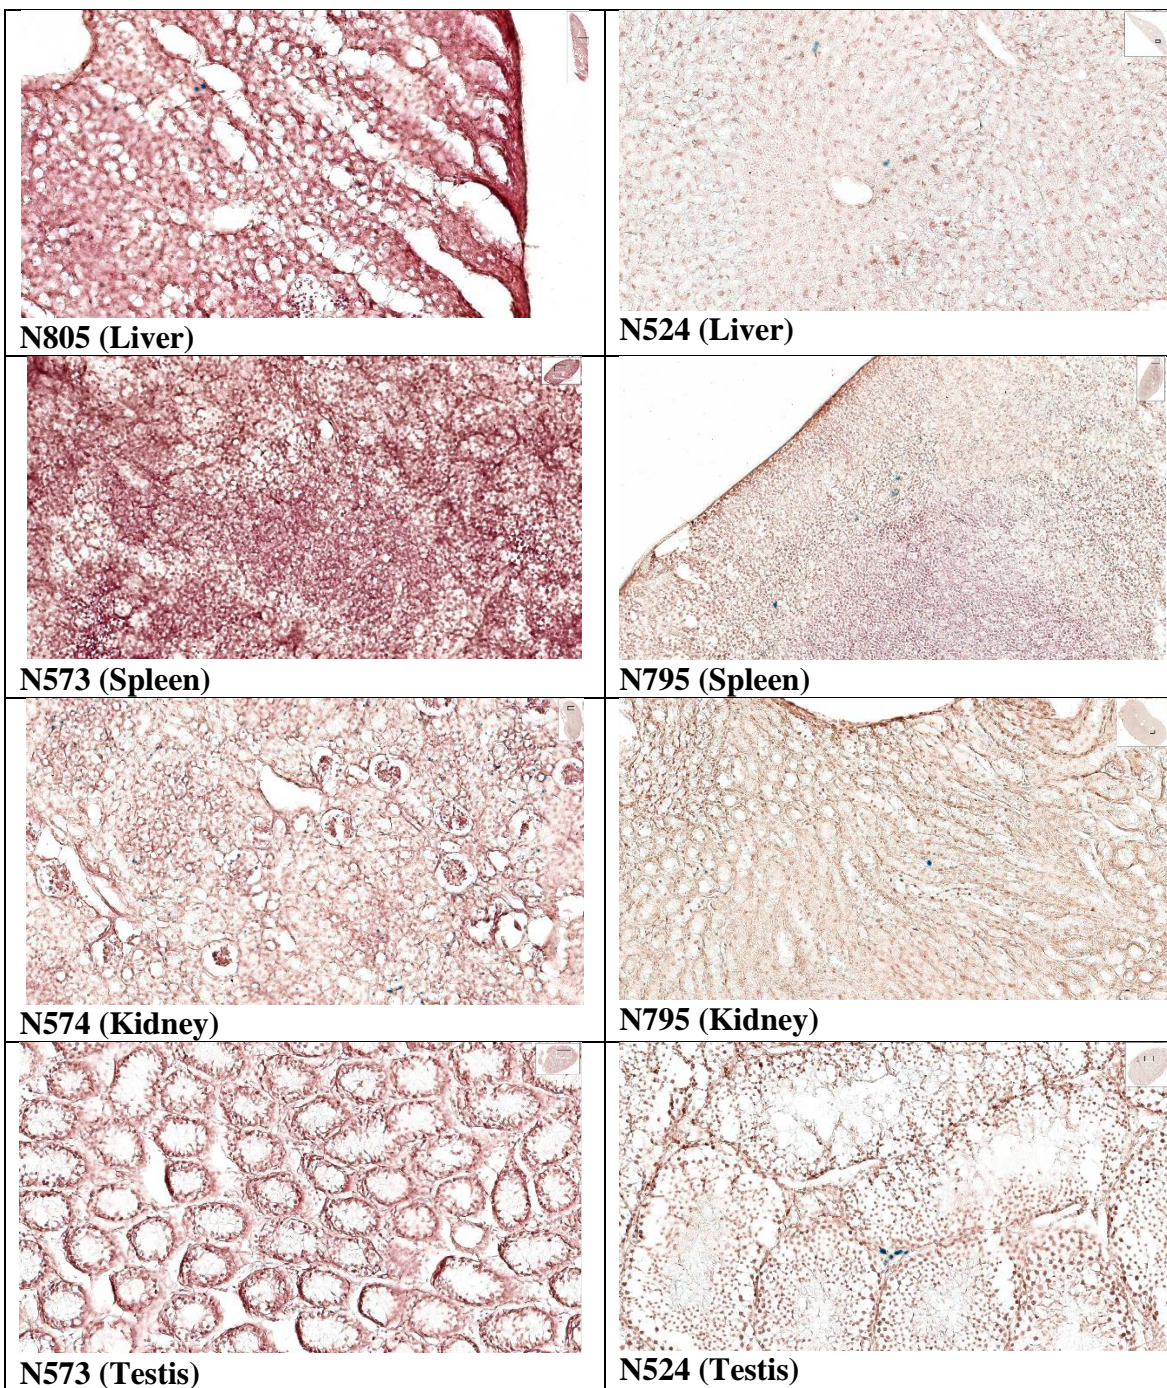 N805 (Liver)
N524 (Liver)
N573 (Spleen)
N795 (Spleen)
N574 (Kidney)
N795 (Kidney)
N573 (Testis)
N524 (Testis)